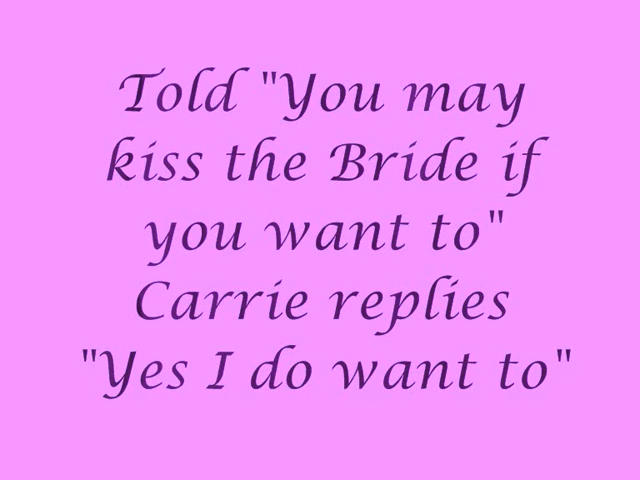 Told "You may
kiss the Bride if
you want to"
Carrie replies
"Yes I do want to"